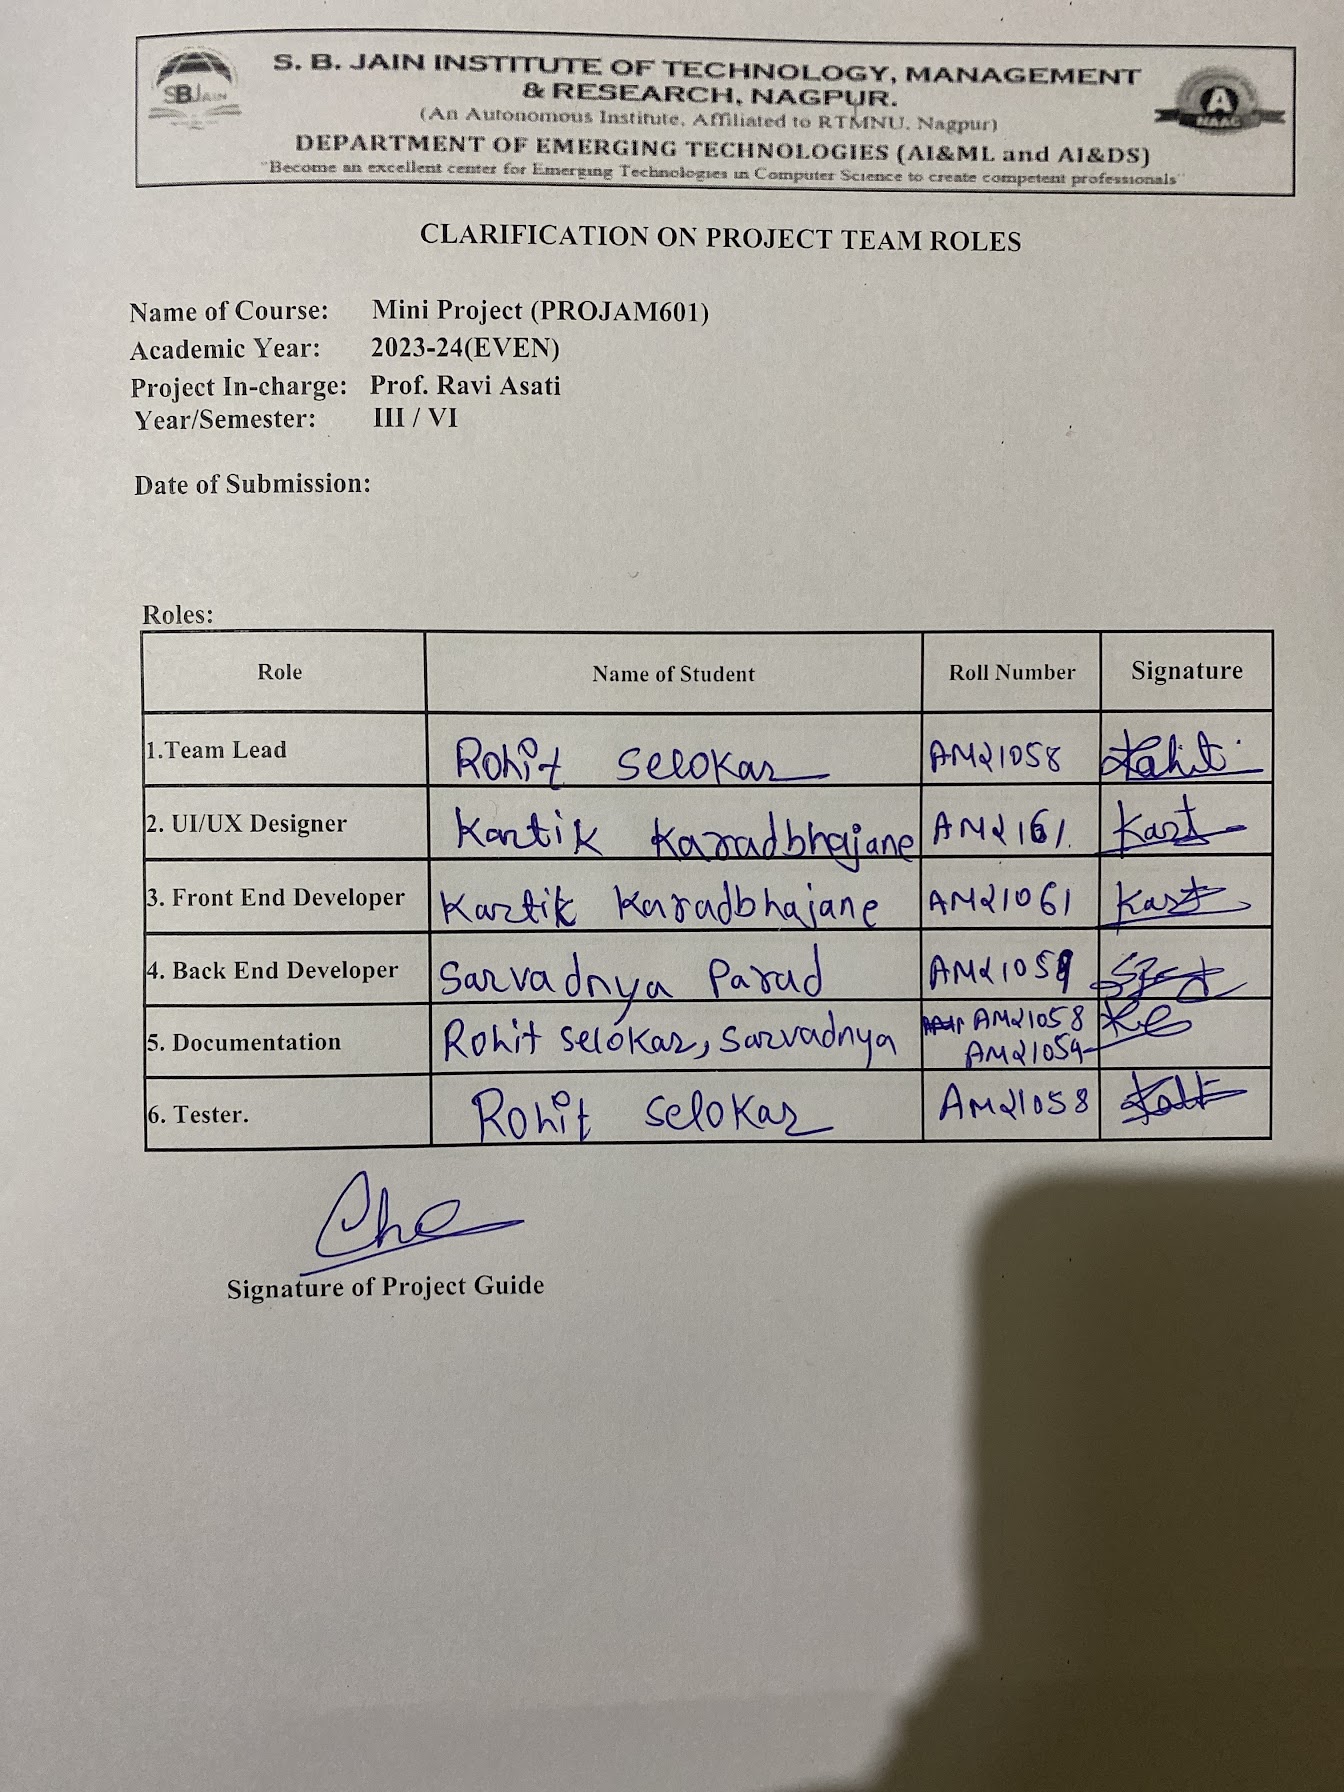 S. B. JAIN INSTITUTE OF TECHNOLOGY, MANAGEMENT
& RESEARCH, NAGPUR.
(An Autonomous Institute, Affiliated to RTMNU, Nagpur)
DEPARTMENT OF EMERGING TECHNOLOGIES (AI&ML and AI&DS)
"Become an excellent center for Emerging Technologies in Computer Science to create competent professionals"
SBJAIN
A
NAAC
CLARIFICATION ON PROJECT TEAM ROLES
Name of Course: Mini Project (PROJAM601)
Academic Year: 2023-24(EVEN)
Project In-charge: Prof. Ravi Asati
Year/Semester: III / VI
Date of Submission:
Roles:
Role Name of Student Roll Number Signature
1.Team Lead Rohit Selokar AM21058
2. UI/UX Designer Kartik Karadbhajane AM2161 Kart
3. Front End Developer Kartik Karadbhajane AM21061 Kart
4. Back End Developer Sarvadnya Parad AM21059
5. Documentation Rohit Selokar, Sarvadnya AM21058
AM21059
6. Tester. Rohit Selokar AM21058
Signature of Project Guide